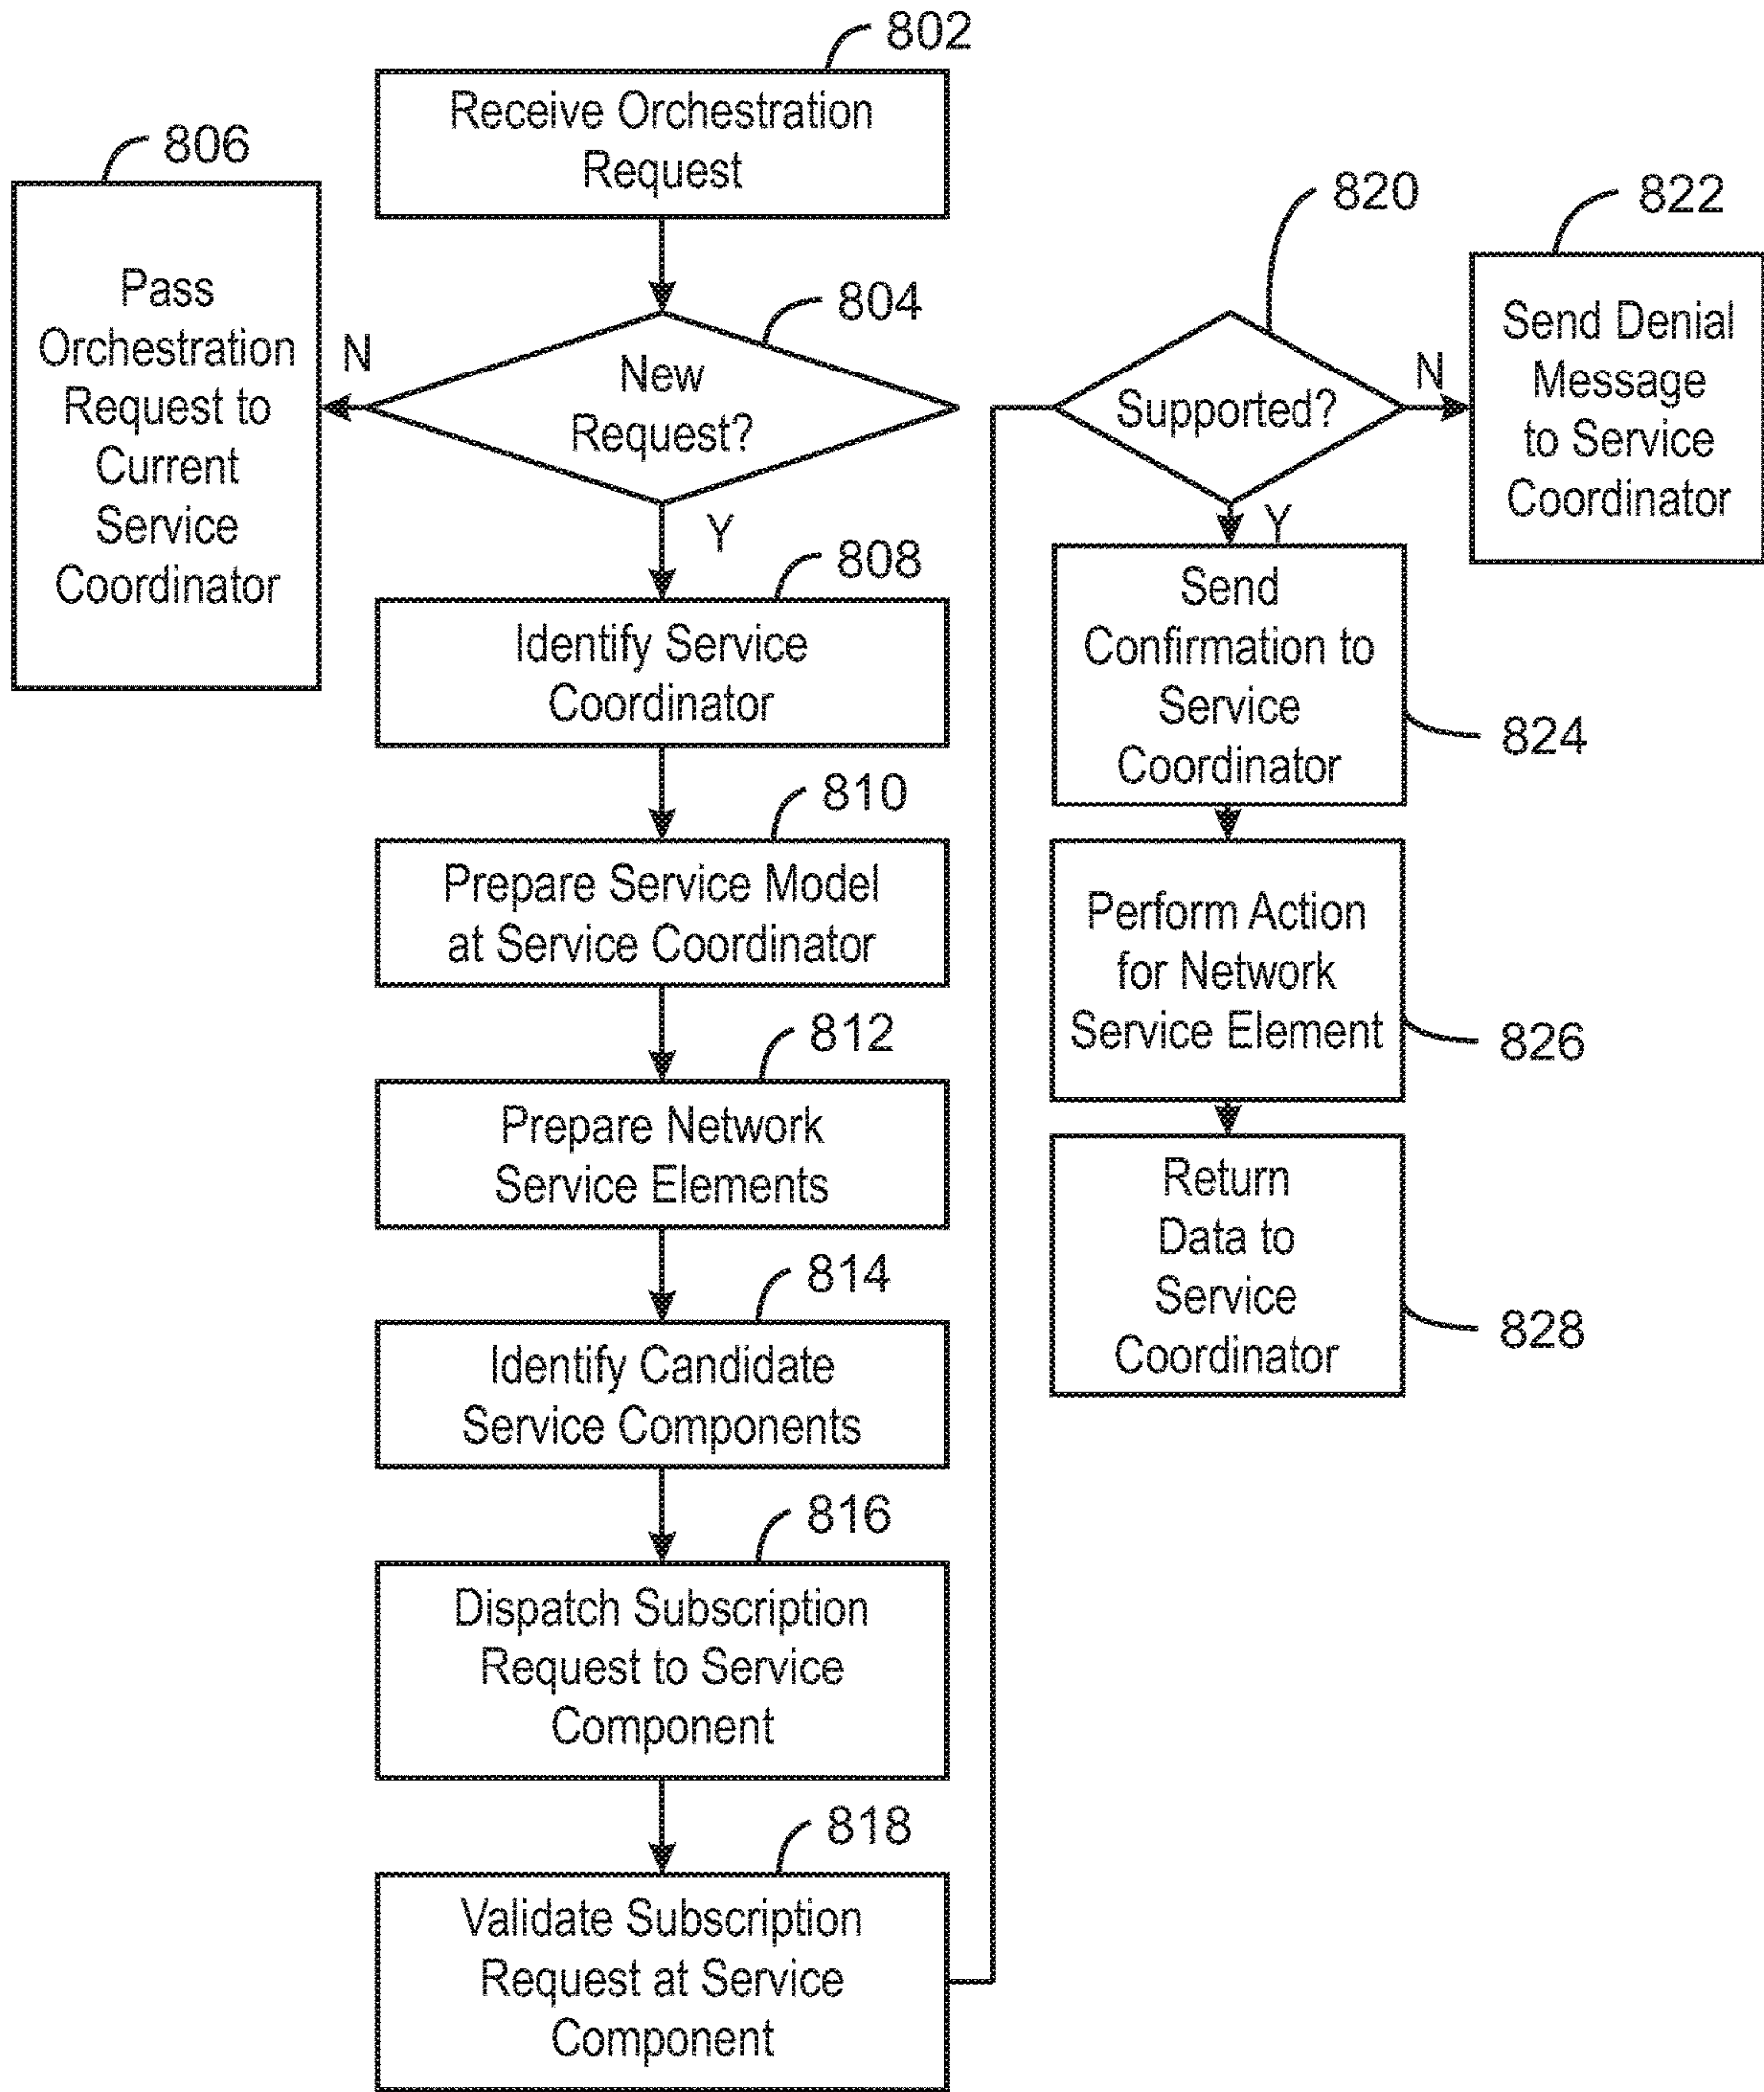 802
Receive Orchestration
Request
806
Pass
Orchestration
Request to
Current
Service
Coordinator
N
804
New
Request?
Y
808
Identify Service
Coordinator
810
Prepare Service Model
at Service Coordinator
812
Prepare Network
Service Elements
814
Identify Candidate
Service Components
816
Dispatch Subscription
Request to Service
Component
818
Validate Subscription
Request at Service
Component
820
Supported?
N
822
Send Denial
Message
to Service
Coordinator
Y
Send
Confirmation to
Service
Coordinator
824
Perform Action
for Network
Service Element
826
Return
Data to
Service
Coordinator
828